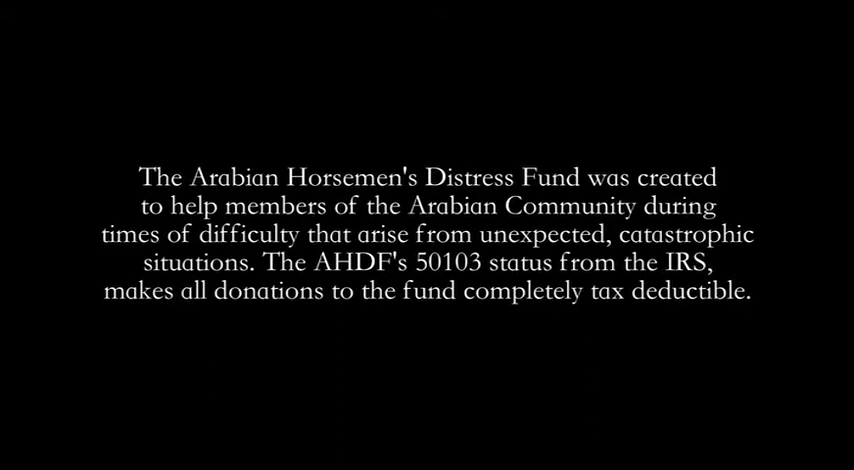 The Arabian Horsemen's Distress Fund was created
to help members of the Arabian Community during
times of difficulty that arise from unexpected, catastrophic
situations. The AHDF's 50103 status from the IRS,
makes all donations to the fund completely tax deductible.